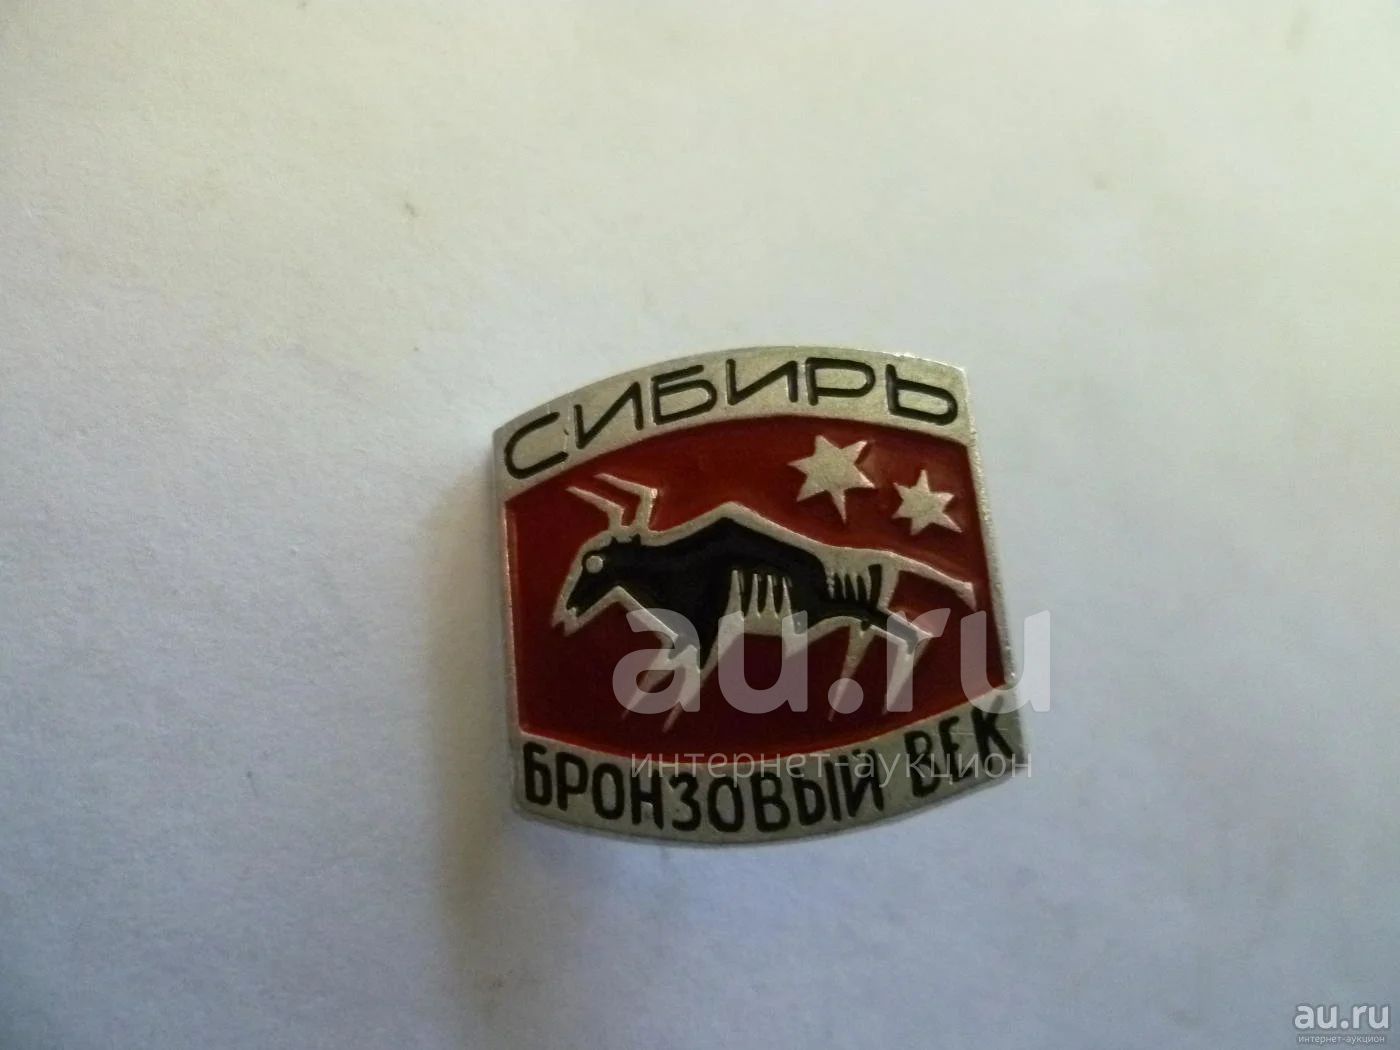 СИБИРЬ
au.ru
интернет-аукцион
БРОНЗОВЫЙ ВЕК
au.ru
интернет-аукцион